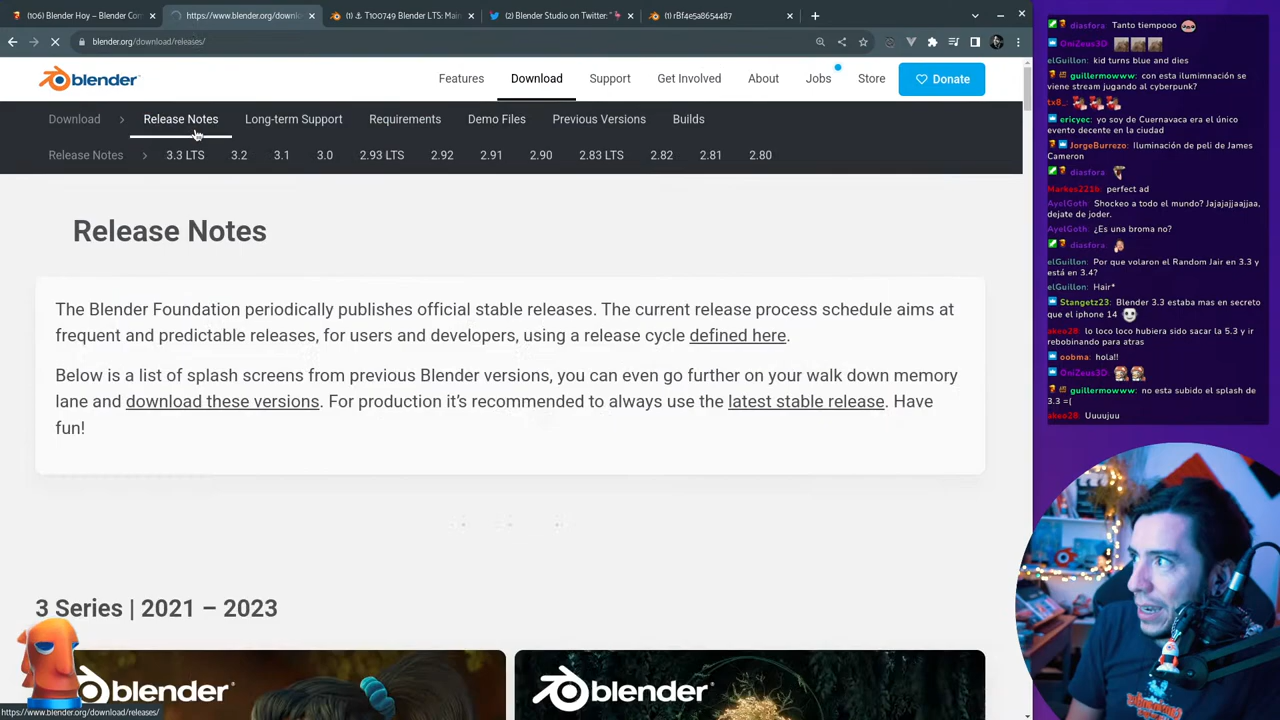 (106) Blender Hoy – Blender Com
https://www.blender.org/downlo
(1) ⚓ T100749 Blender LTS: Main
(2) Blender Studio on Twitter: "
(1) rBf4e5a8654487
blender.org/download/releases/
blender
Features
Download
Support
Get Involved
About
Jobs
Store
Donate
Download
Release Notes
Long-term Support
Requirements
Demo Files
Previous Versions
Builds
Release Notes
3.3 LTS
3.2
3.1
3.0
2.93 LTS
2.92
2.91
2.90
2.83 LTS
2.82
2.81
2.80
Release Notes
The Blender Foundation periodically publishes official stable releases. The current release process schedule aims at
frequent and predictable releases, for users and developers, using a release cycle defined here.
Below is a list of splash screens from previous Blender versions, you can even go further on your walk down memory
lane and download these versions. For production it's recommended to always use the latest stable release. Have
fun!
3 Series | 2021 – 2023
blender
blender
https://www.blender.org/download/releases/
diasfora Tanto tiempooo
OniZeus3D
elGuillon: kid turns blue and dies
guillermowww: con esta ilumimnación se
viene stream jugando al cyberpunk?
tx8_:
ericyec: yo soy de Cuernavaca era el único
evento decente en la ciudad
JorgeBurrezo: Iluminación de peli de James
Cameron
diasfora
Markos221b: perfect ad
AyelGoth: Shockeo a todo el mundo? Jajajajjaajjaa,
dejate de joder.
AyelGoth: ¿Es una broma no?
diasfora
elGuillon: Por que volaron el Random Jair en 3.3 y
está en 3.4?
elGuillon: Hair*
Stangetz23: Blender 3.3 estaba mas en secreto
que el iphone 14
akeo28: lo loco loco hubiera sido sacar la 5.3 y ir
rebobinando para atras
oobma: hola!!
OniZeus3D
guillermowww: no esta subido el splash de
3.3 =(
akeo28: Uuuujuu